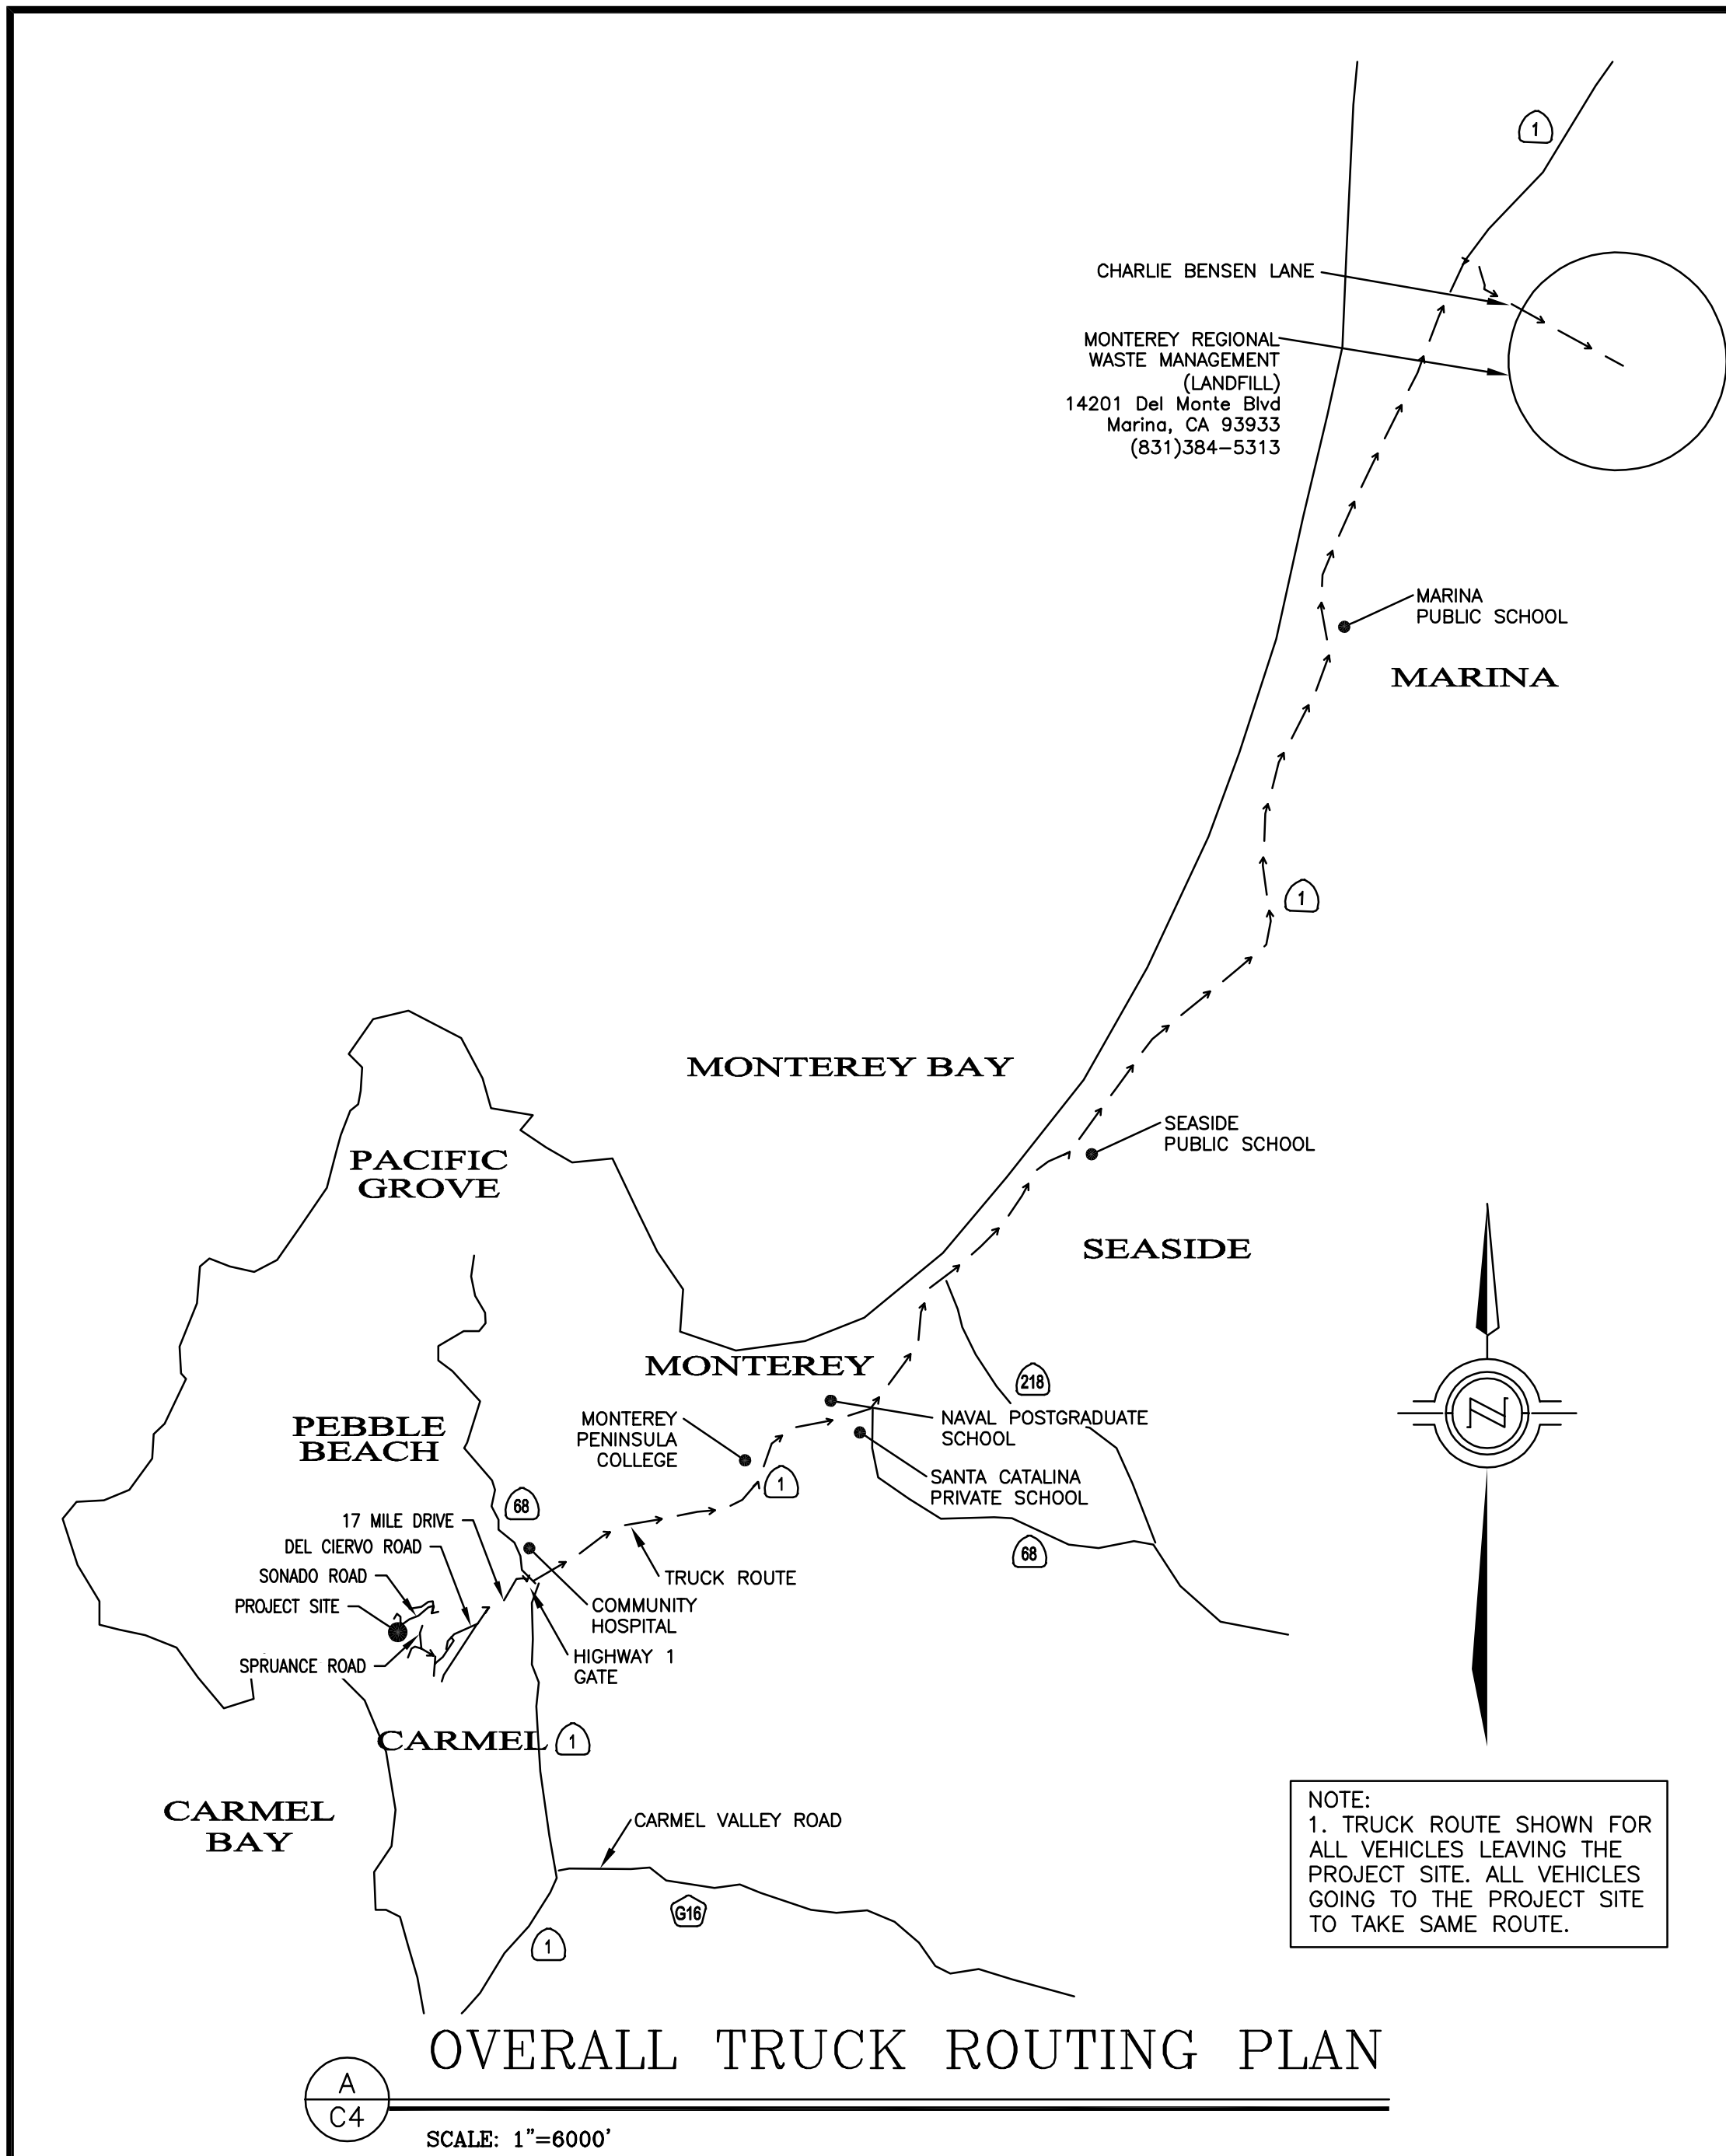 1
CHARLIE BENSEN LANE
MONTEREY REGIONAL
WASTE MANAGEMENT
(LANDFILL)
14201 Del Monte Blvd
Marina, CA 93933
(831)384-5313
MARINA
PUBLIC SCHOOL
MARINA
1
MONTEREY BAY
SEASIDE
PUBLIC SCHOOL
PACIFIC
GROVE
SEASIDE
MONTEREY
218
NAVAL POSTGRADUATE
SCHOOL
MONTEREY
PENINSULA
COLLEGE
PEBBLE
BEACH
1
SANTA CATALINA
PRIVATE SCHOOL
68
17 MILE DRIVE
DEL CIERVO ROAD
SONADO ROAD
PROJECT SITE
SPRUANCE ROAD
68
TRUCK ROUTE
COMMUNITY
HOSPITAL
HIGHWAY 1
GATE
N
CARMEL
1
CARMEL
BAY
CARMEL VALLEY ROAD
G16
1
NOTE:
1. TRUCK ROUTE SHOWN FOR
ALL VEHICLES LEAVING THE
PROJECT SITE. ALL VEHICLES
GOING TO THE PROJECT SITE
TO TAKE SAME ROUTE.
OVERALL TRUCK ROUTING PLAN
A
C4
SCALE: 1"=6000'